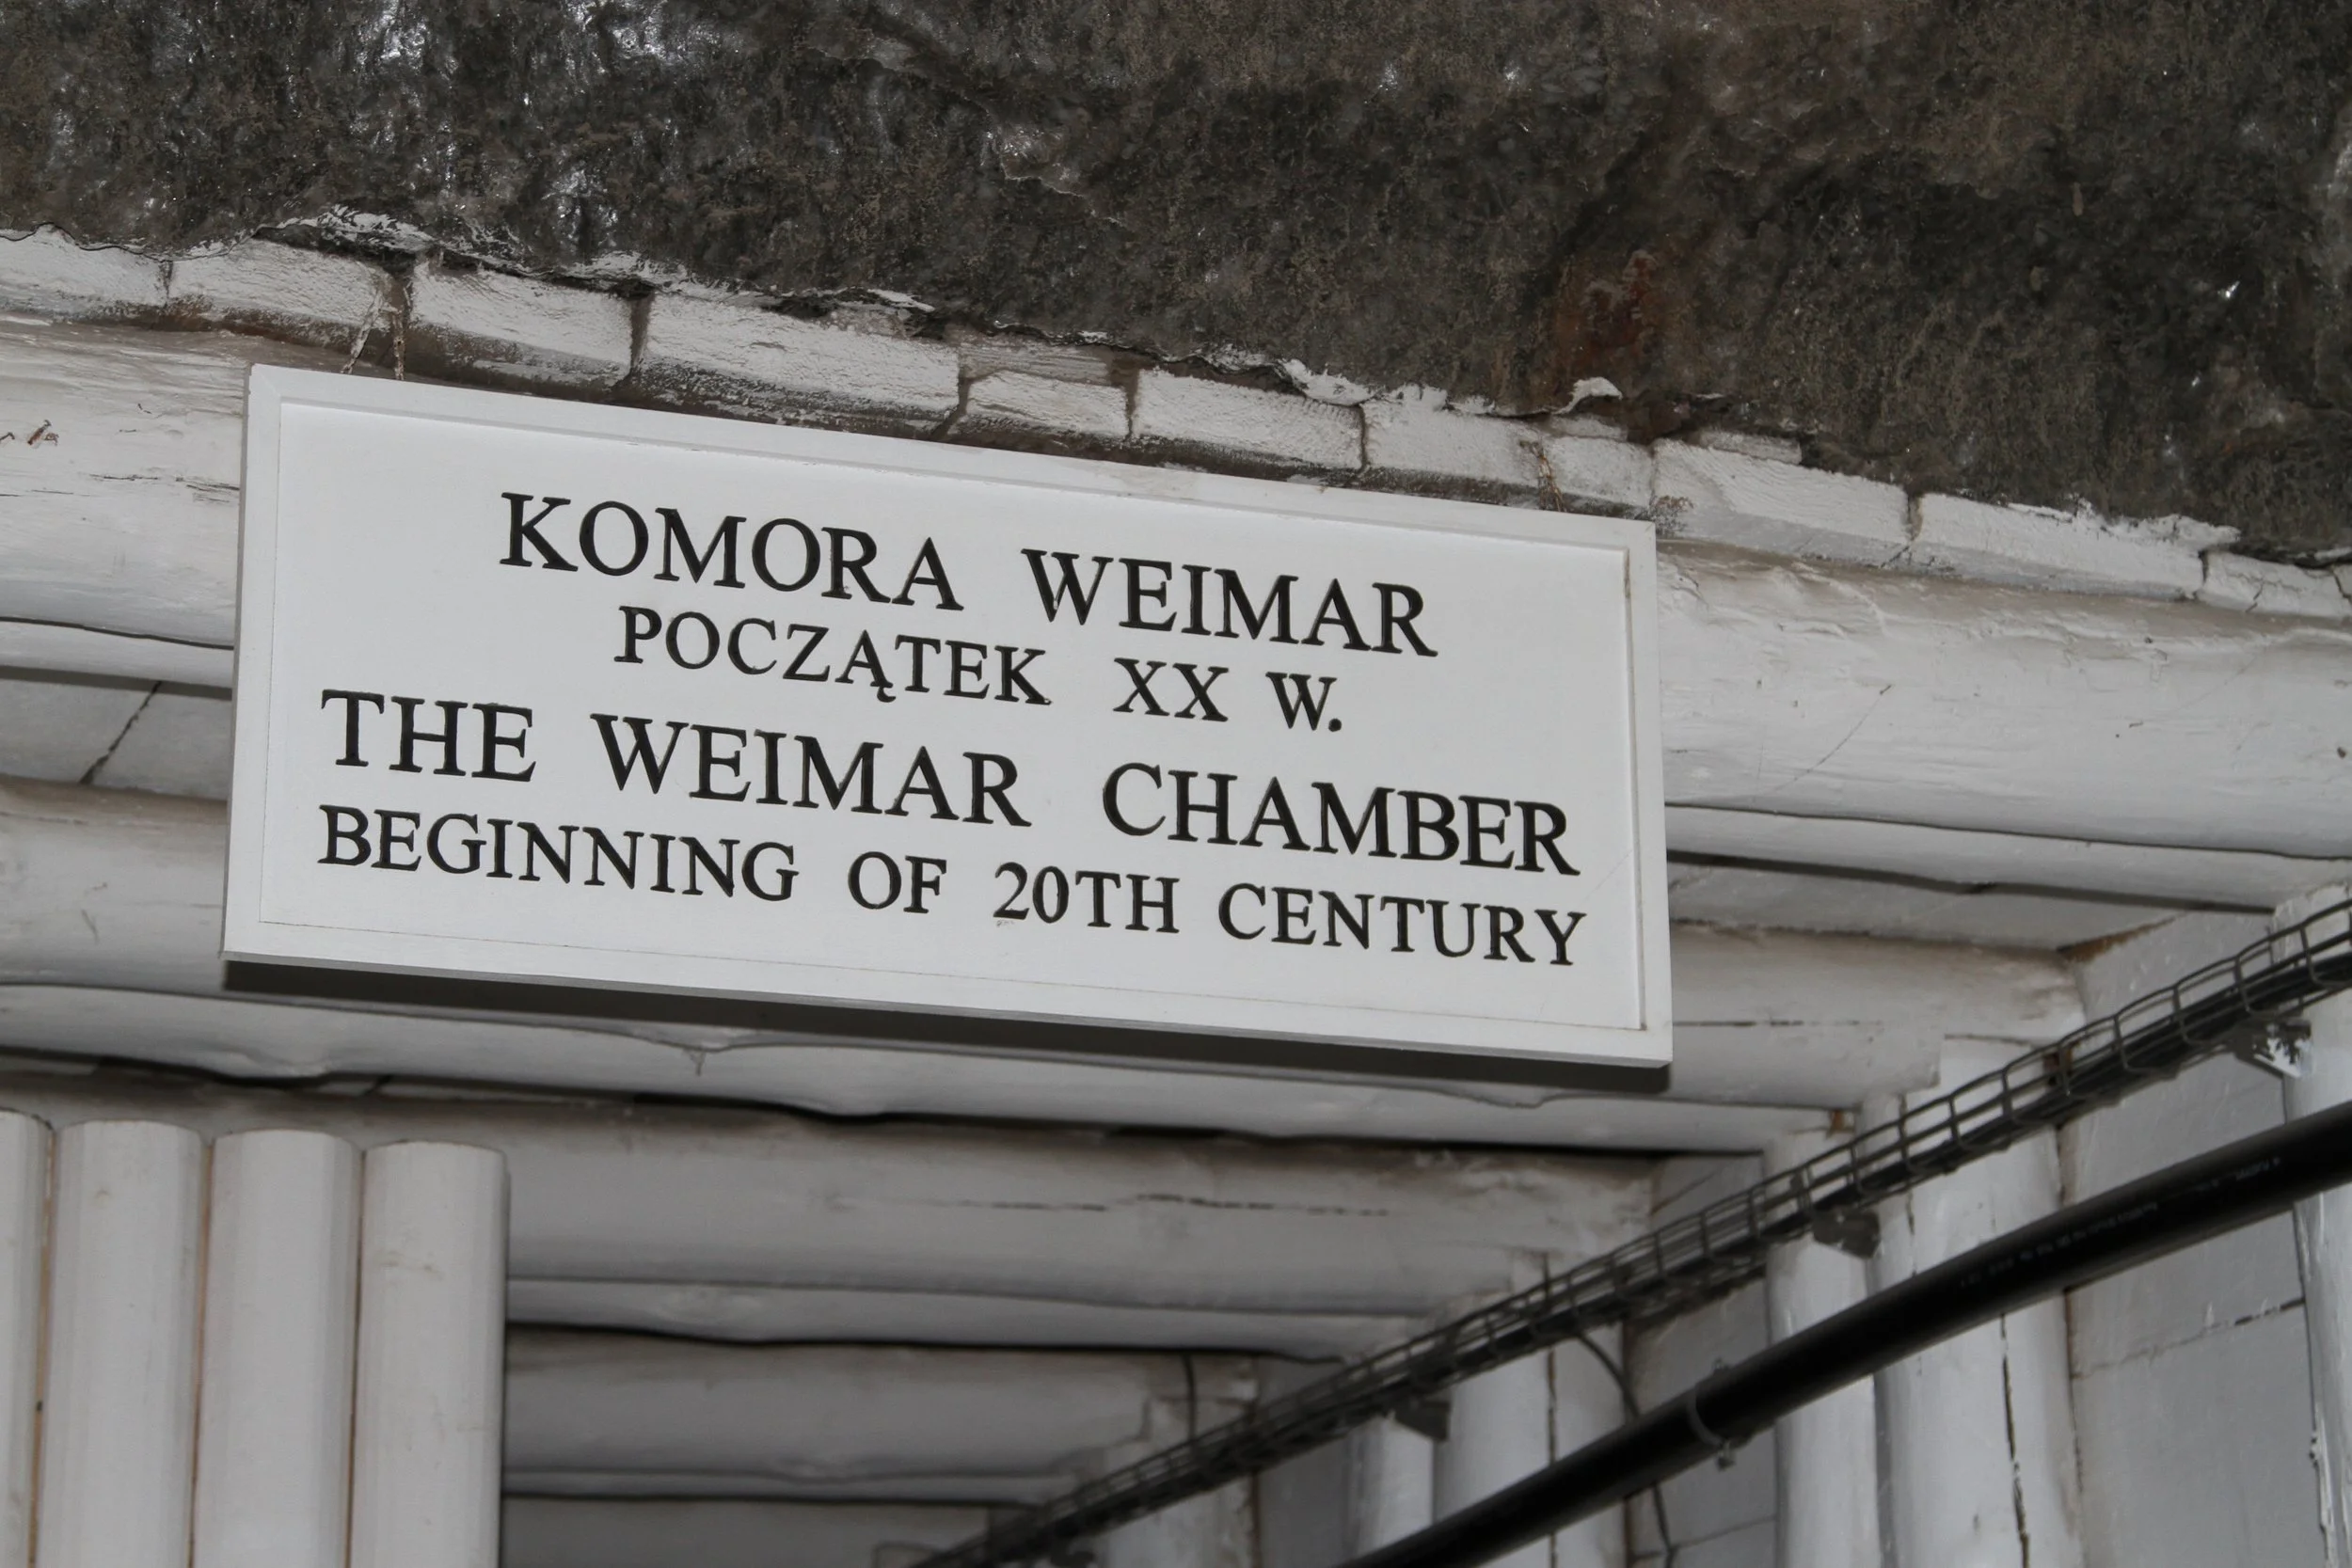 KOMORA WEIMAR
POCZĄTEK XX W.
THE WEIMAR CHAMBER
BEGINNING OF 20TH CENTURY